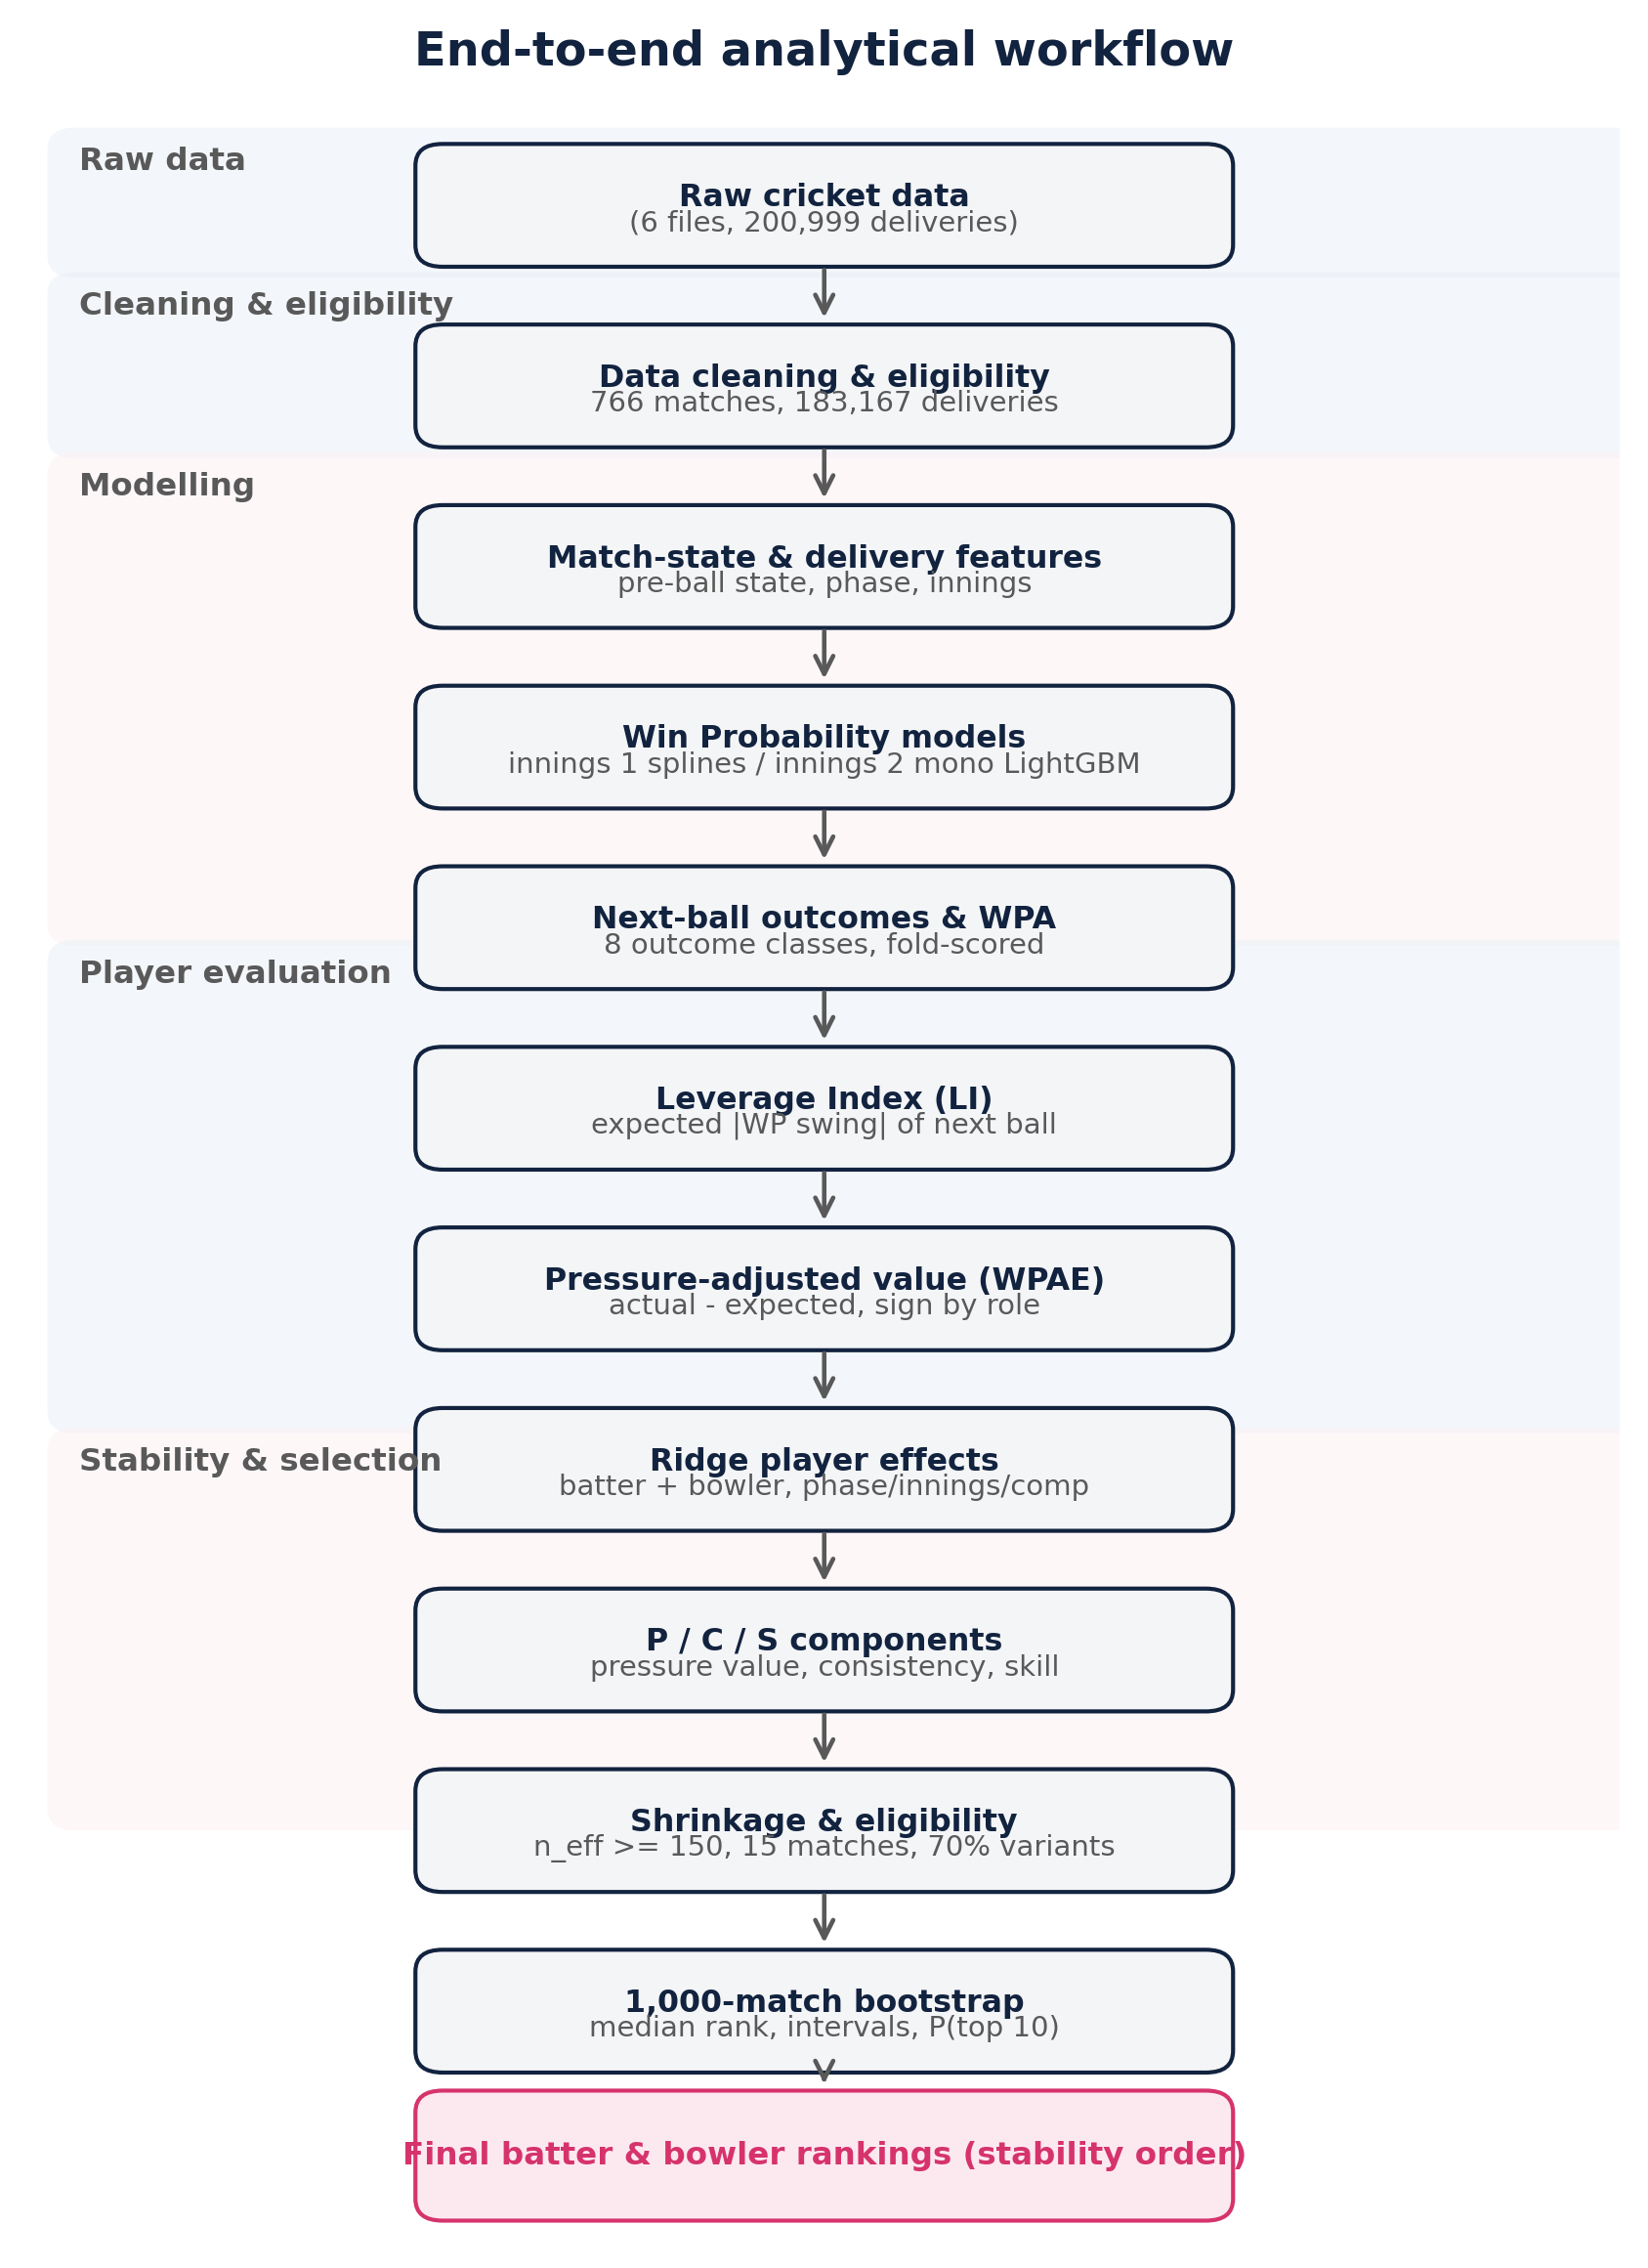 End-to-end analytical workflow
Raw data
Raw cricket data
(6 files, 200,999 deliveries)
Cleaning & eligibility
Data cleaning & eligibility
766 matches, 183,167 deliveries
Modelling
Match-state & delivery features
pre-ball state, phase, innings
Win Probability models
innings 1 splines / innings 2 mono LightGBM
Next-ball outcomes & WPA
8 outcome classes, fold-scored
Player evaluation
Leverage Index (LI)
expected |WP swing| of next ball
Pressure-adjusted value (WPAE)
actual - expected, sign by role
Stability & selection
Ridge player effects
batter + bowler, phase/innings/comp
P / C / S components
pressure value, consistency, skill
Shrinkage & eligibility
n_eff >= 150, 15 matches, 70% variants
1,000-match bootstrap
median rank, intervals, P(top 10)
Final batter & bowler rankings (stability order)